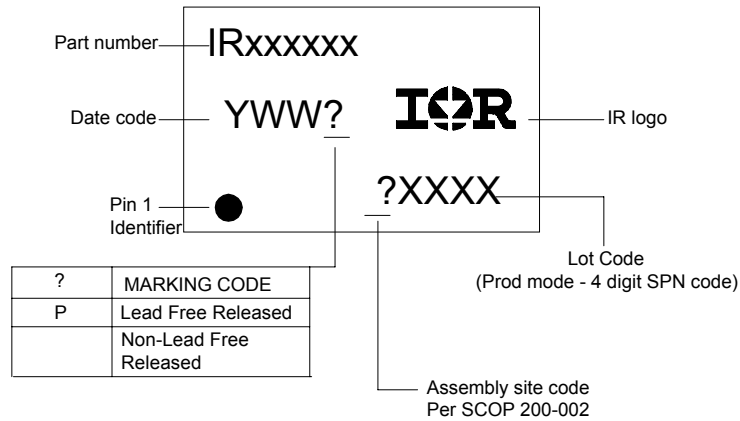 Part number
IRxxxxxx
Date code
YWW?
IOR
IR logo
?XXXX
Pin 1
Identifier
Lot Code
(Prod mode - 4 digit SPN code)
? MARKING CODE
P Lead Free Released
Non-Lead Free
Released
Assembly site code
Per SCOP 200-002